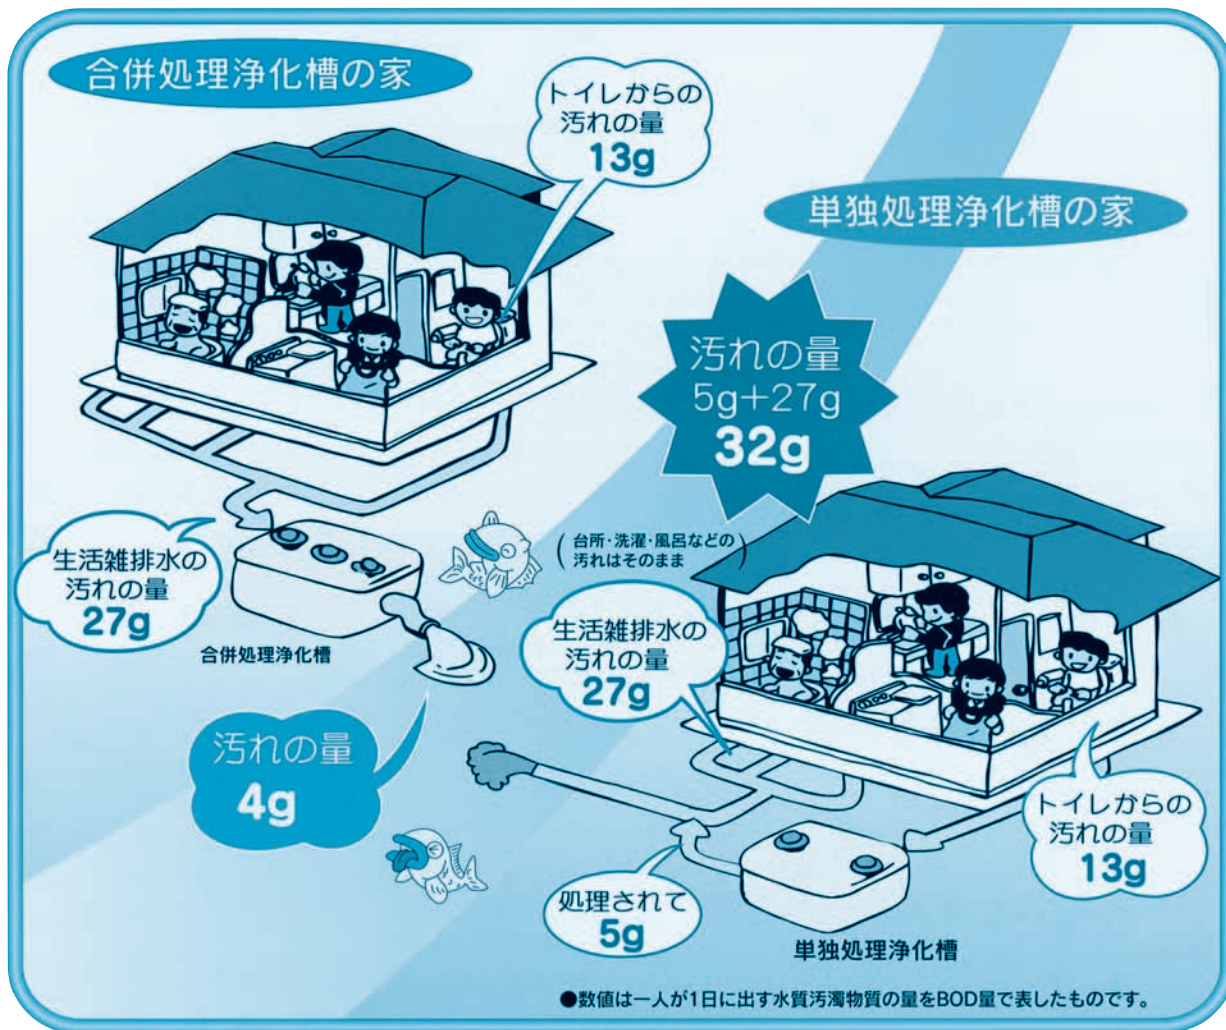 合併処理浄化槽の家
トイレからの
汚れの量
13g
生活雑排水の
汚れの量
27g
合併処理浄化槽
汚れの量
4g
単独処理浄化槽の家
汚れの量
5g+27g
32g
(台所・洗濯・風呂などの
汚れはそのまま)
生活雑排水の
汚れの量
27g
トイレからの
汚れの量
13g
処理されて
5g
単独処理浄化槽
●数値は一人が1日に出す水質汚濁物質の量をBOD量で表したものです。